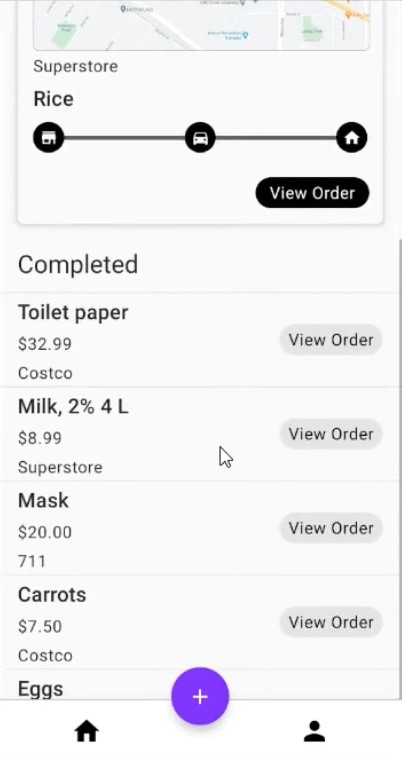 Superstore
Rice
View Order
Completed
Toilet paper
$32.99
View Order
Costco
Milk, 2% 4 L
$8.99
View Order
Superstore
Mask
$20.00
View Order
711
Carrots
$7.50
View Order
Costco
Eggs
+